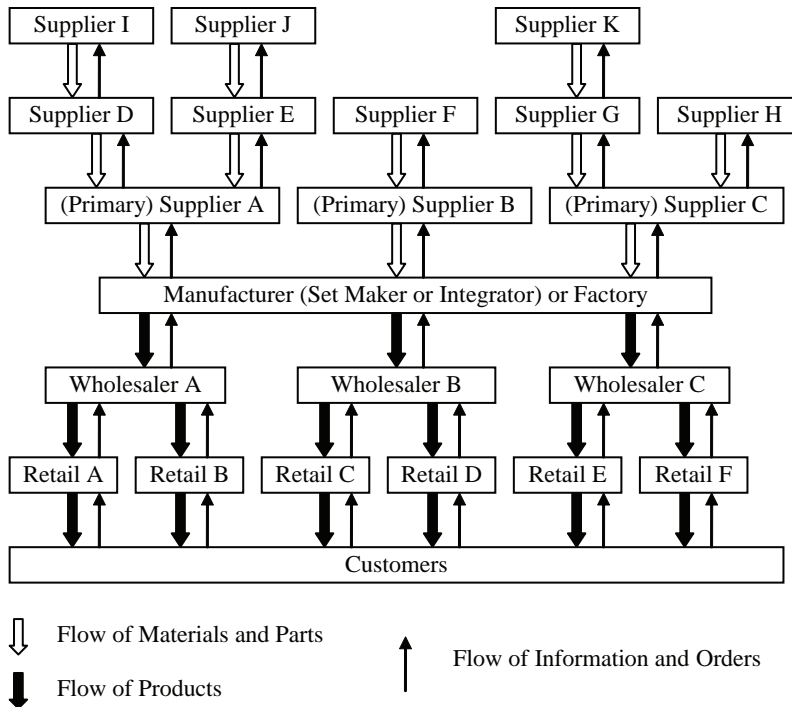 Supplier I
Supplier J
Supplier K
Supplier D
Supplier E
Supplier F
Supplier G
Supplier H
(Primary) Supplier A
(Primary) Supplier B
(Primary) Supplier C
Manufacturer (Set Maker or Integrator) or Factory
Wholesaler A
Wholesaler B
Wholesaler C
Retail A
Retail B
Retail C
Retail D
Retail E
Retail F
Customers
Flow of Materials and Parts
Flow of Information and Orders
Flow of Products